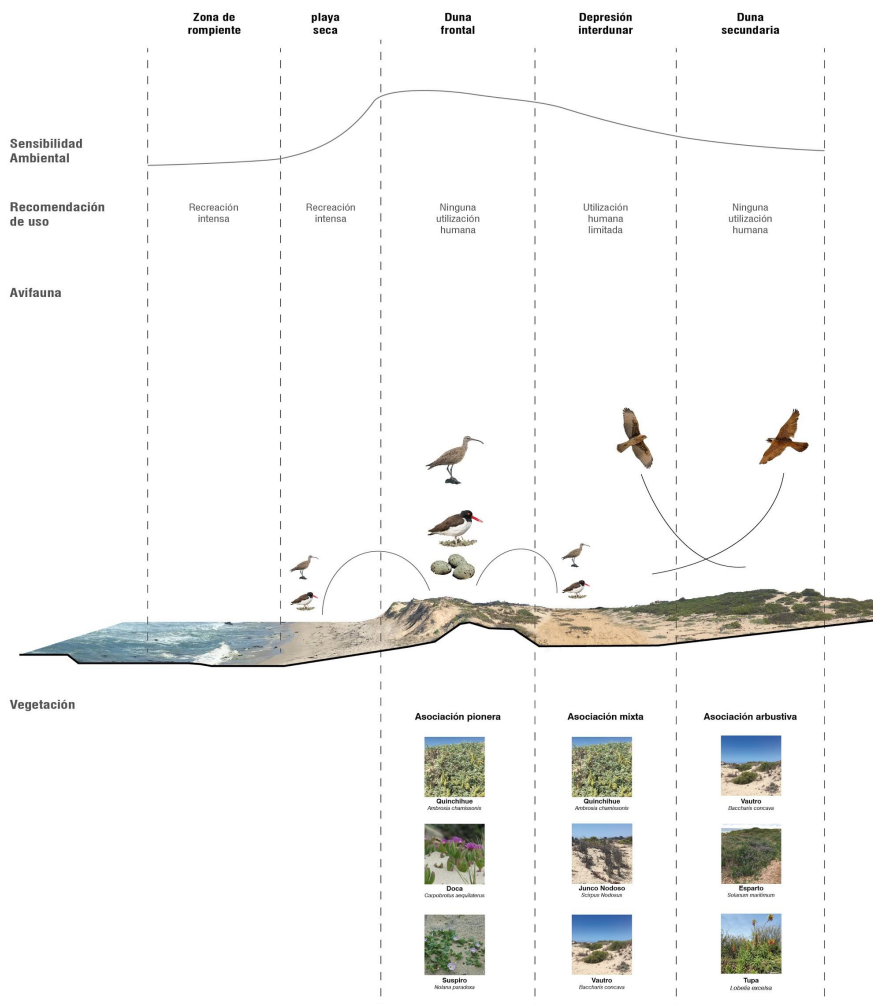 Zona de
rompiente
playa
seca
Duna
frontal
Depresión
interdunar
Duna
secundaria
Sensibilidad
Ambiental
Recomendación
de uso
Recreación
intensa
Recreación
intensa
Ninguna
utilización
humana
Utilización
humana
limitada
Ninguna
utilización
humana
Avifauna
Vegetación
Asociación pionera
Asociación mixta
Asociación arbustiva
Quinchihue
Ambrosia chamissonis
Quinchihue
Ambrosia chamissonis
Vautro
Baccharis concava
Doca
Carpobrotus aequilaterus
Junco Nodoso
Scirpus Nodosus
Esparto
Solanum maritimum
Suspiro
Nolana paradoxa
Vautro
Baccharis concava
Tupa
Lobelia excelsa